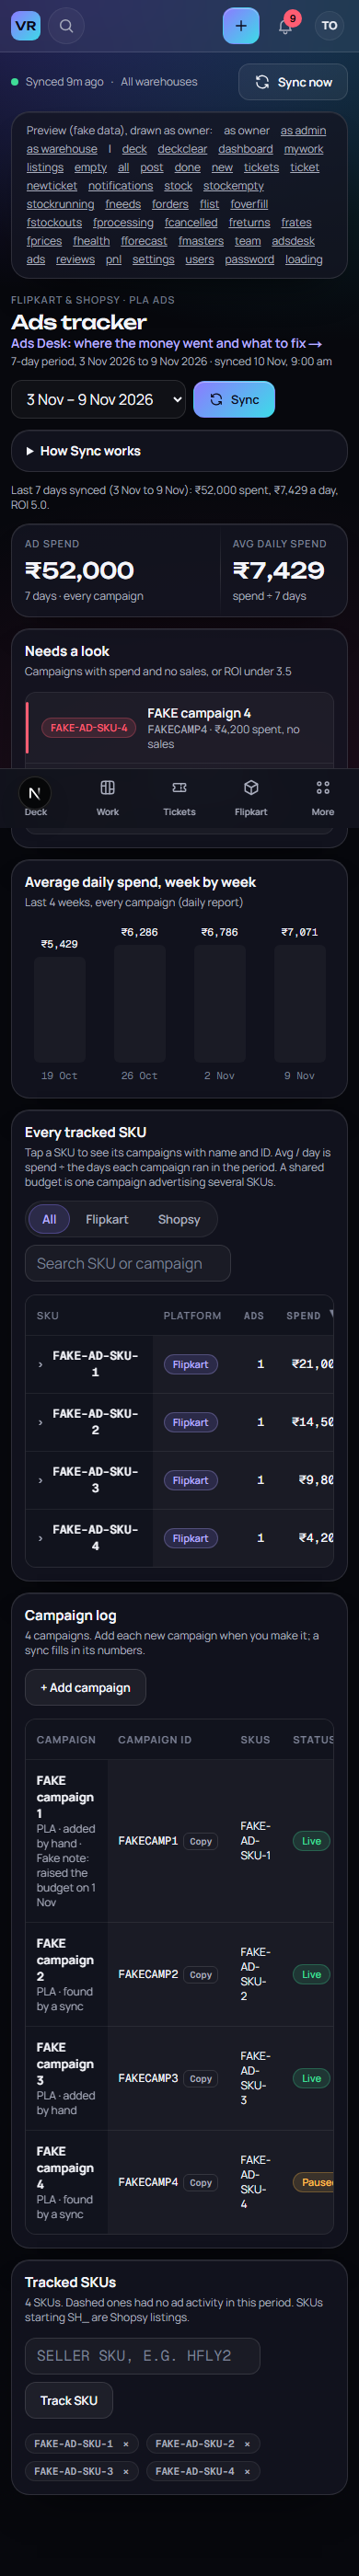 VR
9
TO
Synced 9m ago · All warehouses
Sync now
Preview (fake data), drawn as owner: as owner as admin
as warehouse | deck deckclear dashboard mywork
listings empty all post done new tickets ticket
newticket notifications stock stockempty
stockrunning fneeds forders flist foverfill
fstockouts fprocessing fcancelled freturns frates
fprices fhealth fforecast fmasters team adsdesk
ads reviews pnl settings users password loading
FLIPKART & SHOPSY · PLA ADS
Ads tracker
Ads Desk: where the money went and what to fix →
7-day period, 3 Nov 2026 to 9 Nov 2026 · synced 10 Nov, 9:00 am
3 Nov – 9 Nov 2026
Sync
▶ How Sync works
Last 7 days synced (3 Nov to 9 Nov): ₹52,000 spent, ₹7,429 a day,
ROI 5.0.
AD SPEND
₹52,000
7 days · every campaign
AVG DAILY SPEND
₹7,429
spend ÷ 7 days
Needs a look
Campaigns with spend and no sales, or ROI under 3.5
FAKE-AD-SKU-4
FAKE campaign 4
FAKECAMP4 · ₹4,200 spent, no
sales
N
Deck
Work
Tickets
Flipkart
More
Average daily spend, week by week
Last 4 weeks, every campaign (daily report)
₹5,429 ₹6,286 ₹6,786 ₹7,071
19 Oct 26 Oct 2 Nov 9 Nov
Every tracked SKU
Tap a SKU to see its campaigns with name and ID. Avg / day is
spend ÷ the days each campaign ran in the period. A shared
budget is one campaign advertising several SKUs.
All Flipkart Shopsy
Search SKU or campaign
SKU PLATFORM ADS SPEND
› FAKE-AD-SKU-
1
Flipkart 1 ₹21,00
› FAKE-AD-SKU-
2
Flipkart 1 ₹14,50
› FAKE-AD-SKU-
3
Flipkart 1 ₹9,80
› FAKE-AD-SKU-
4
Flipkart 1 ₹4,20
Campaign log
4 campaigns. Add each new campaign when you make it; a
sync fills in its numbers.
+ Add campaign
CAMPAIGN CAMPAIGN ID SKUS STATUS
FAKE
campaign
1
PLA · added
by hand ·
Fake note:
raised the
budget on 1
Nov
FAKECAMP1 Copy
FAKE-
AD-
SKU-1
Live
FAKE
campaign
2
PLA · found
by a sync
FAKECAMP2 Copy
FAKE-
AD-
SKU-
2
Live
FAKE
campaign
3
PLA · added
by hand
FAKECAMP3 Copy
FAKE-
AD-
SKU-
3
Live
FAKE
campaign
4
PLA · found
by a sync
FAKECAMP4 Copy
FAKE-
AD-
SKU-
4
Paused
Tracked SKUs
4 SKUs. Dashed ones had no ad activity in this period. SKUs
starting SH_ are Shopsy listings.
SELLER SKU, E.G. HFLY2
Track SKU
FAKE-AD-SKU-1 × FAKE-AD-SKU-2 ×
FAKE-AD-SKU-3 × FAKE-AD-SKU-4 ×